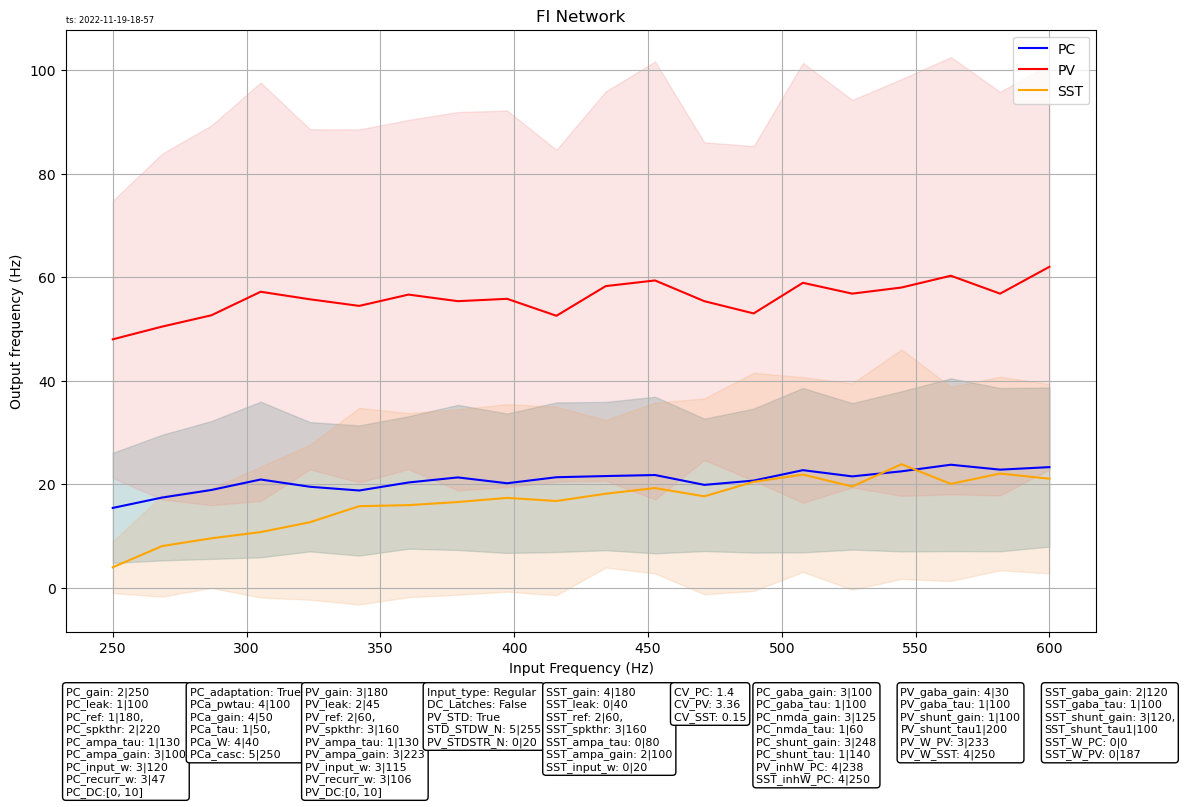 ts: 2022-11-19-18-57
FI Network
PC
PV
SST
Output frequency (Hz)
100
80
60
40
20
0
250
300
350
400
450
500
550
600
Input Frequency (Hz)
PC_gain: 2|250
PC_leak: 1|100
PC_ref: 1|180,
PC_spkthr: 2|220
PC_ampa_tau: 1|130
PC_ampa_gain: 3|100
PC_input_w: 3|120
PC_recurr_w: 3|47
PC_DC:[0, 10]
PC_adaptation: True
PCa_pwtau: 4|100
PCa_gain: 4|50
PCa_tau: 1|50,
PCa_W: 4|40
PCa_casc: 5|250
PV_gain: 3|180
PV_leak: 2|45
PV_ref: 2|60,
PV_spkthr: 3|160
PV_ampa_tau: 1|130
PV_ampa_gain: 3|223
PV_input_w: 3|115
PV_recurr_w: 3|106
PV_DC:[0, 10]
Input_type: Regular
DC_Latches: False
PV_STD: True
STD_STDW_N: 5|255
PV_STDSTR_N: 0|20
SST_gain: 4|180
SST_leak: 0|40
SST_ref: 2|60,
SST_spkthr: 3|160
SST_ampa_tau: 0|80
SST_ampa_gain: 2|100
SST_input_w: 0|20
CV_PC: 1.4
CV_PV: 3.36
CV_SST: 0.15
PC_gaba_gain: 3|100
PC_gaba_tau: 1|100
PC_nmda_gain: 3|125
PC_nmda_tau: 1|60
PC_shunt_gain: 3|248
PC_shunt_tau: 1|140
PV_inhW_PC: 4|238
SST_inhW_PC: 4|250
PV_gaba_gain: 4|30
PV_gaba_tau: 1|100
PV_shunt_gain: 1|100
PV_shunt_tau1|200
PV_W_PV: 3|233
PV_W_SST: 4|250
SST_gaba_gain: 2|120
SST_gaba_tau: 1|100
SST_shunt_gain: 3|120,
SST_shunt_tau1|100
SST_W_PC: 0|0
SST_W_PV: 0|187